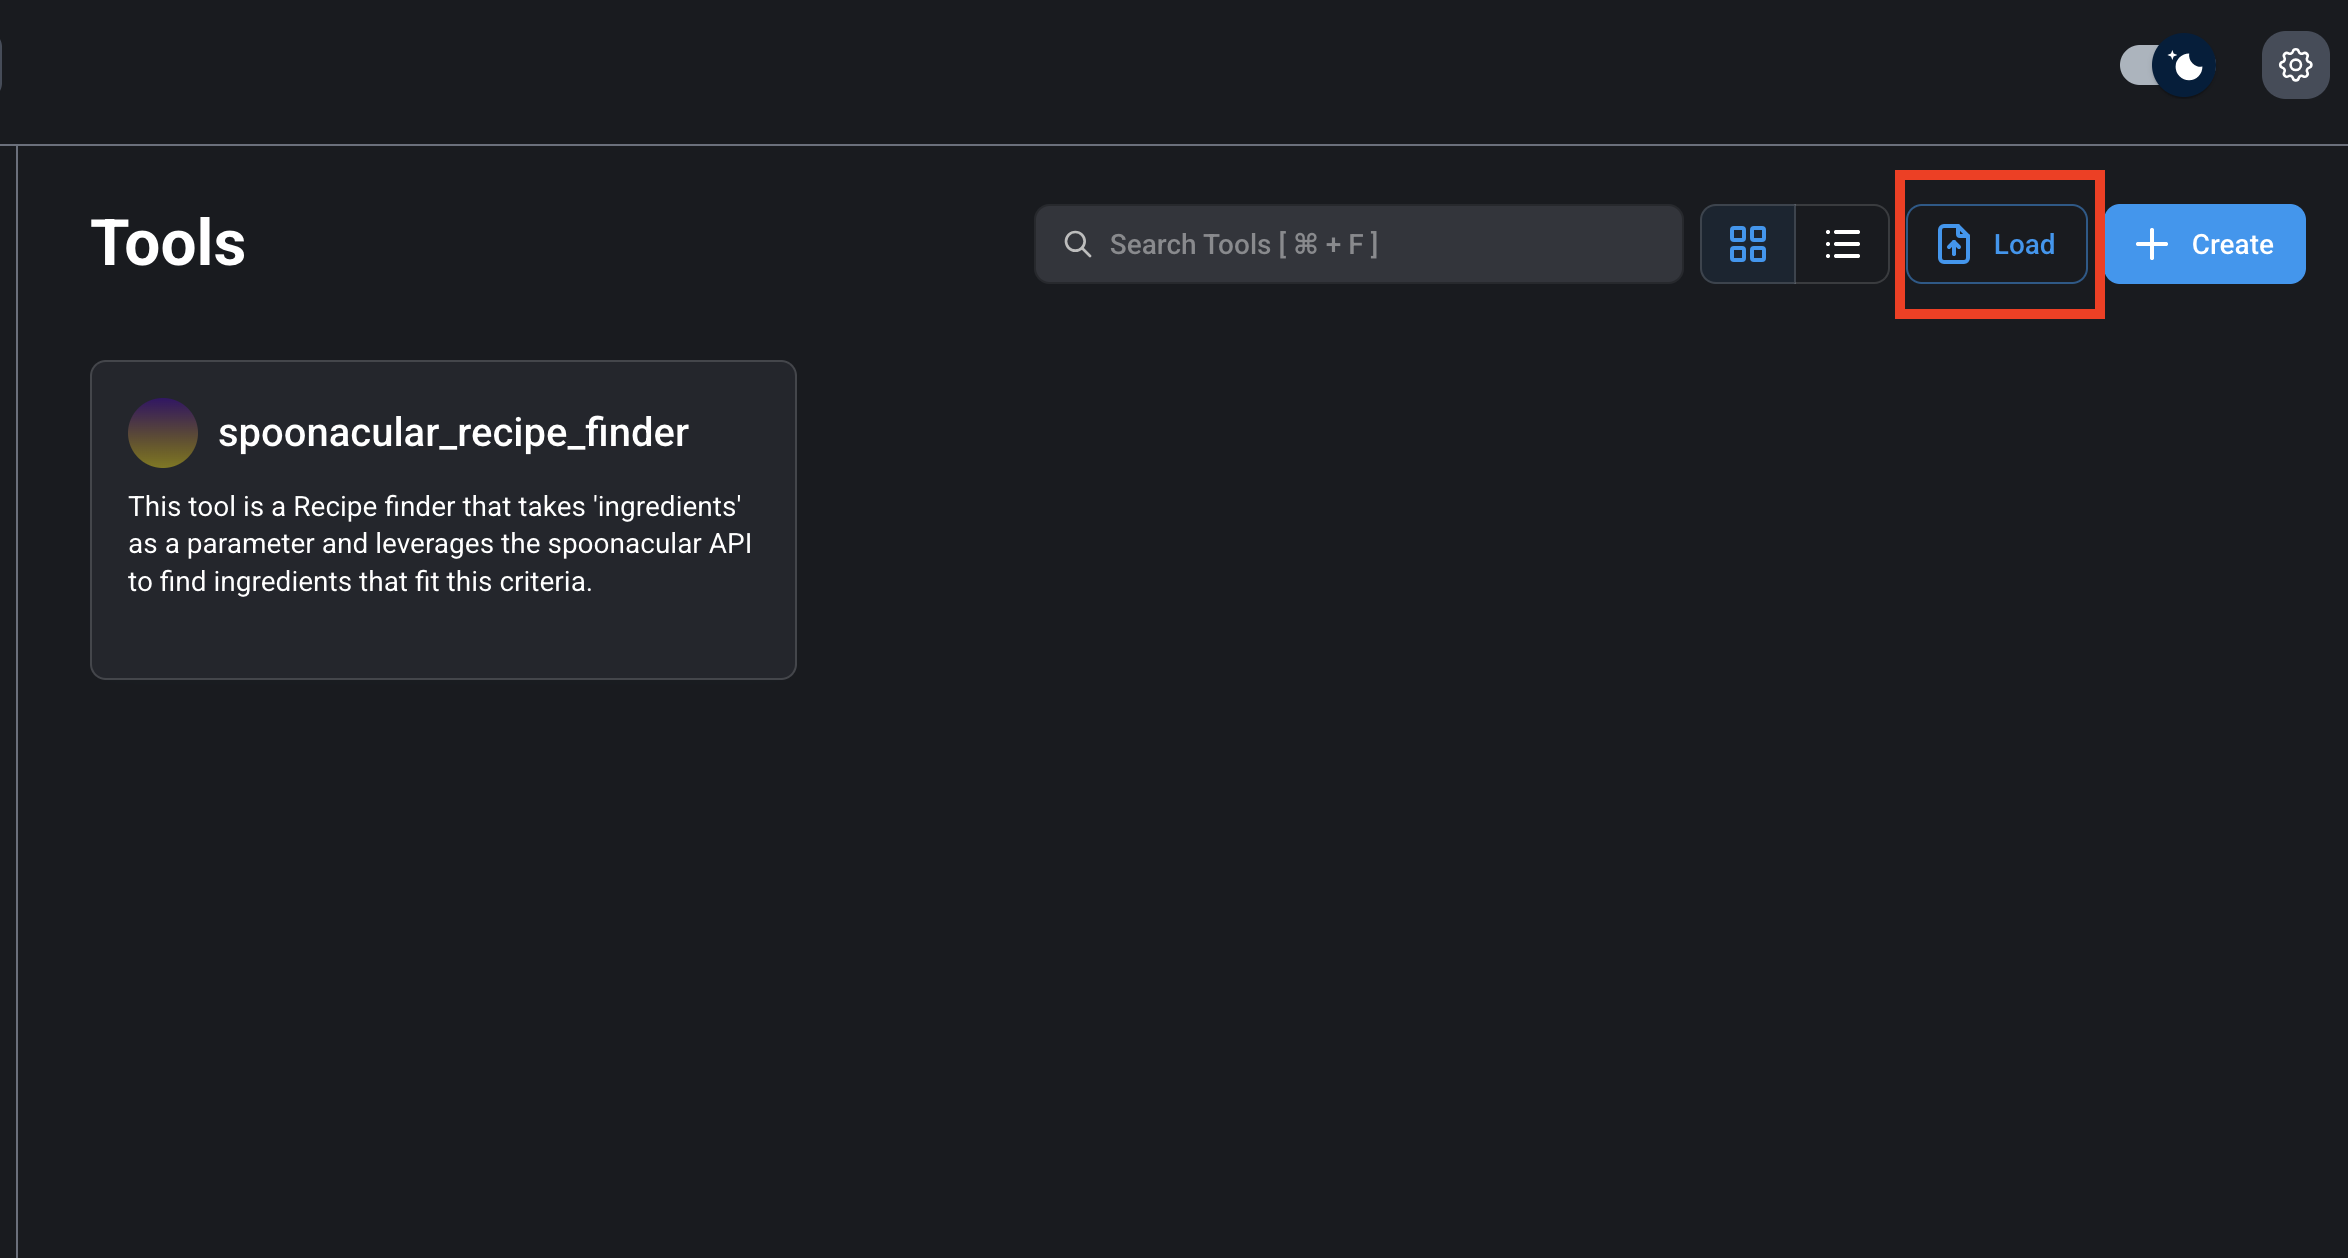 Tools
Search Tools [ ⌘ + F ]
Load
Create
spoonacular_recipe_finder
This tool is a Recipe finder that takes 'ingredients'
as a parameter and leverages the spoonacular API
to find ingredients that fit this criteria.